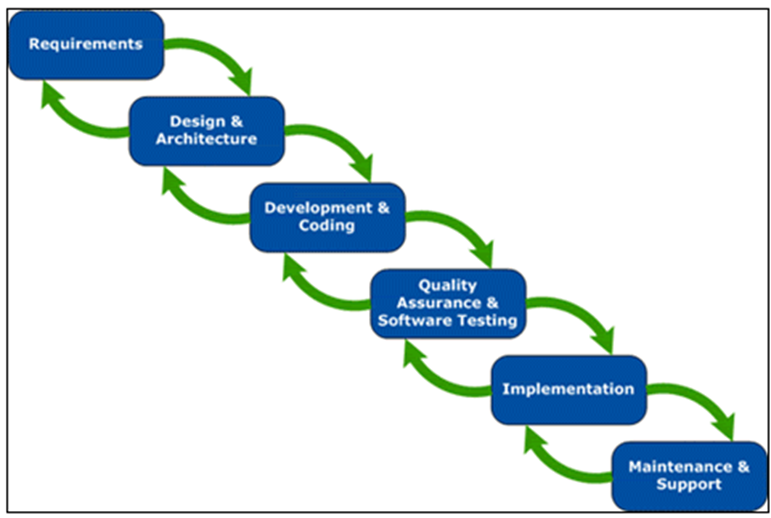 Requirements
Design &
Architecture
Development &
Coding
Quality
Assurance &
Software Testing
Implementation
Maintenance &
Support